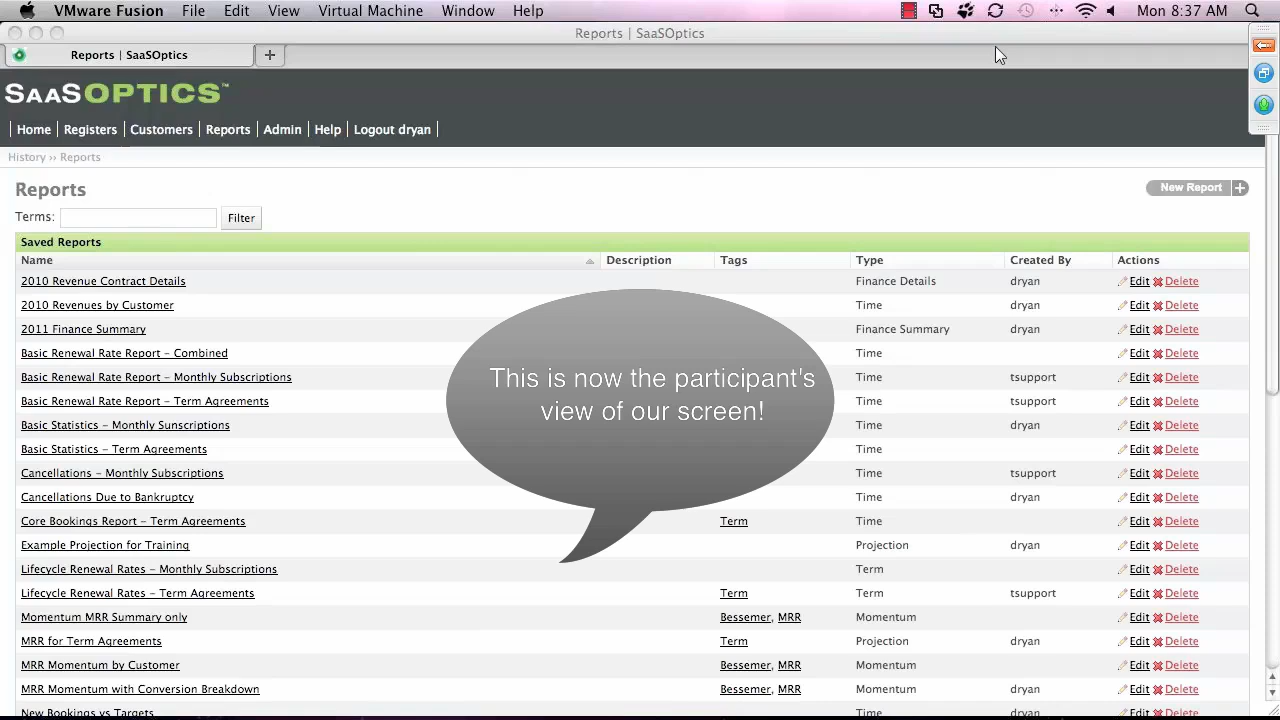 VMware Fusion File Edit View Virtual Machine Window Help Mon 8:37 AM
Reports | SaaSOptics
Reports | SaaSOptics +
SAASOPTICS™
Home Registers Customers Reports Admin Help Logout dryan
History ›› Reports
Reports New Report +
Terms: Filter
Saved Reports
Name Description Tags Type Created By Actions
2010 Revenue Contract Details Finance Details dryan Edit Delete
2010 Revenues by Customer Time dryan Edit Delete
2011 Finance Summary Finance Summary dryan Edit Delete
Basic Renewal Rate Report – Combined Time Edit Delete
Basic Renewal Rate Report – Monthly Subscriptions Time tsupport Edit Delete
Basic Renewal Rate Report – Term Agreements Time tsupport Edit Delete
Basic Statistics – Monthly Sunscriptions Time dryan Edit Delete
Basic Statistics – Term Agreements Time Edit Delete
Cancellations – Monthly Subscriptions Time tsupport Edit Delete
Cancellations Due to Bankruptcy Time dryan Edit Delete
Core Bookings Report – Term Agreements Term Time Edit Delete
Example Projection for Training Projection dryan Edit Delete
Lifecycle Renewal Rates – Monthly Subscriptions Term Edit Delete
Lifecycle Renewal Rates – Term Agreements Term Term tsupport Edit Delete
Momentum MRR Summary only Bessemer, MRR Momentum Edit Delete
MRR for Term Agreements Term Projection dryan Edit Delete
MRR Momentum by Customer Bessemer, MRR Momentum Edit Delete
MRR Momentum with Conversion Breakdown Bessemer, MRR Momentum dryan Edit Delete
New Bookings vs Targets Time dryan Edit Delete
This is now the participant's
view of our screen!